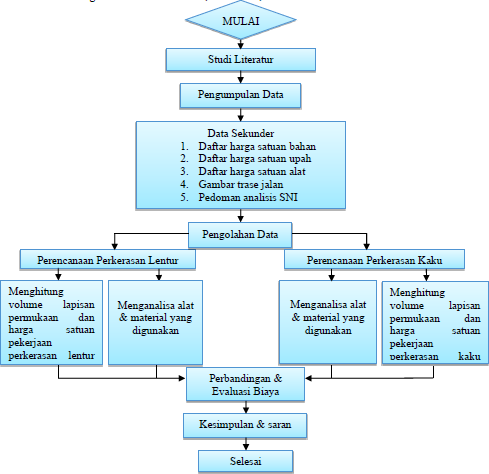 MULAI
Studi Literatur
Pengumpulan Data
Data Sekunder
1. Daftar harga satuan bahan
2. Daftar harga satuan upah
3. Daftar harga satuan alat
4. Gambar trase jalan
5. Pedoman analisis SNI
Pengolahan Data
Perencanaan Perkerasan Lentur
Perencanaan Perkerasan Kaku
Menghitung
volume lapisan
permukaan dan
harga satuan
pekerjaan
perkerasan lentur
Menganalisa alat
& material yang
digunakan
Menganalisa alat
& material yang
digunakan
Menghitung
volume lapisan
permukaan dan
harga satuan
pekerjaan
perkerasan kaku
Perbandingan &
Evaluasi Biaya
Kesimpulan & saran
Selesai